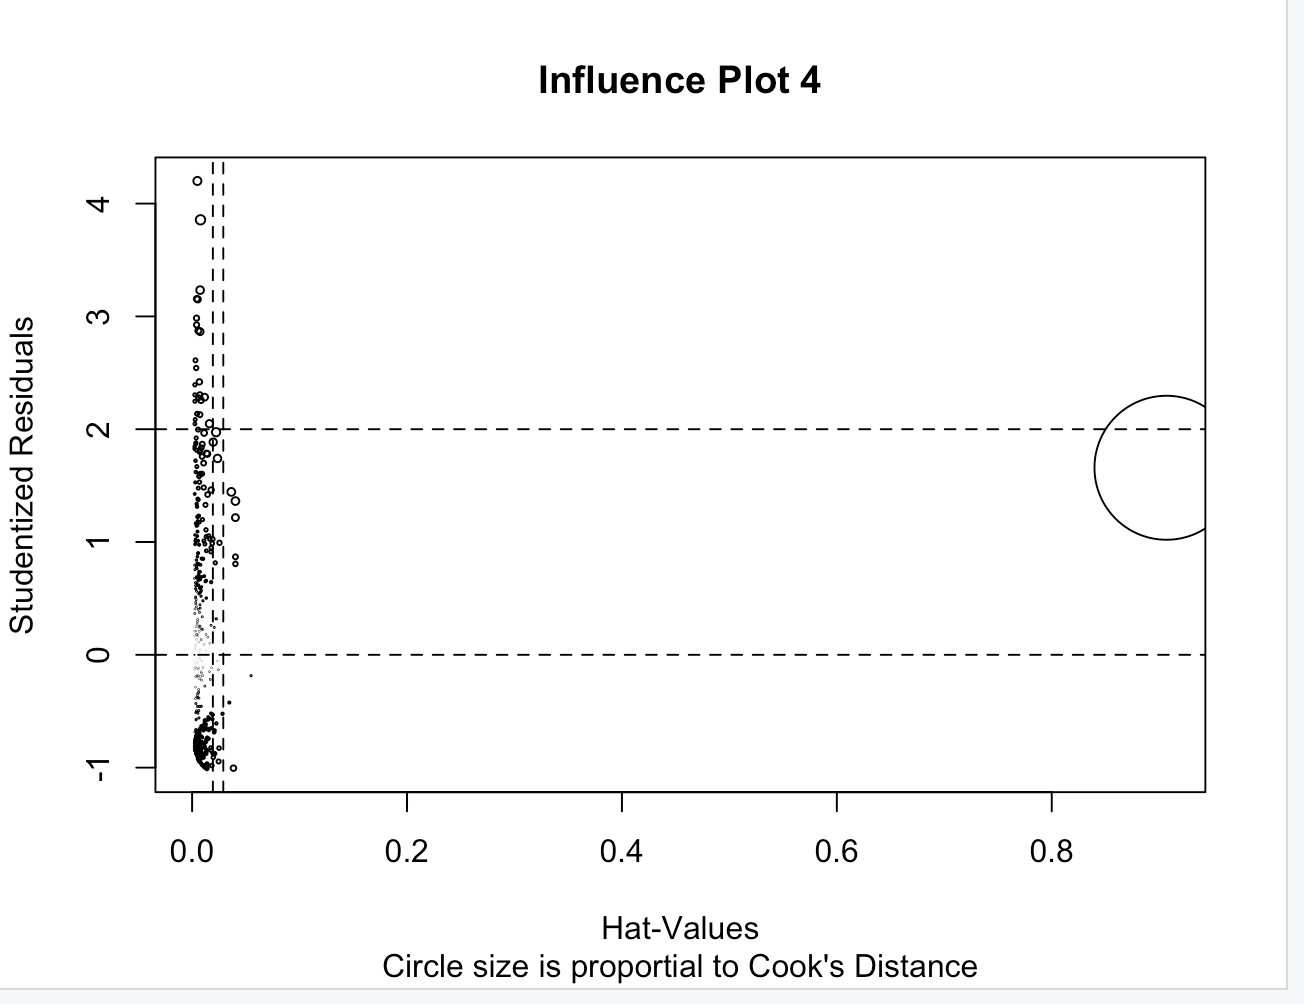 Influence Plot 4
Studentized Residuals
4
3
2
1
0
-1
0.0 0.2 0.4 0.6 0.8
Hat-Values
Circle size is proportial to Cook's Distance